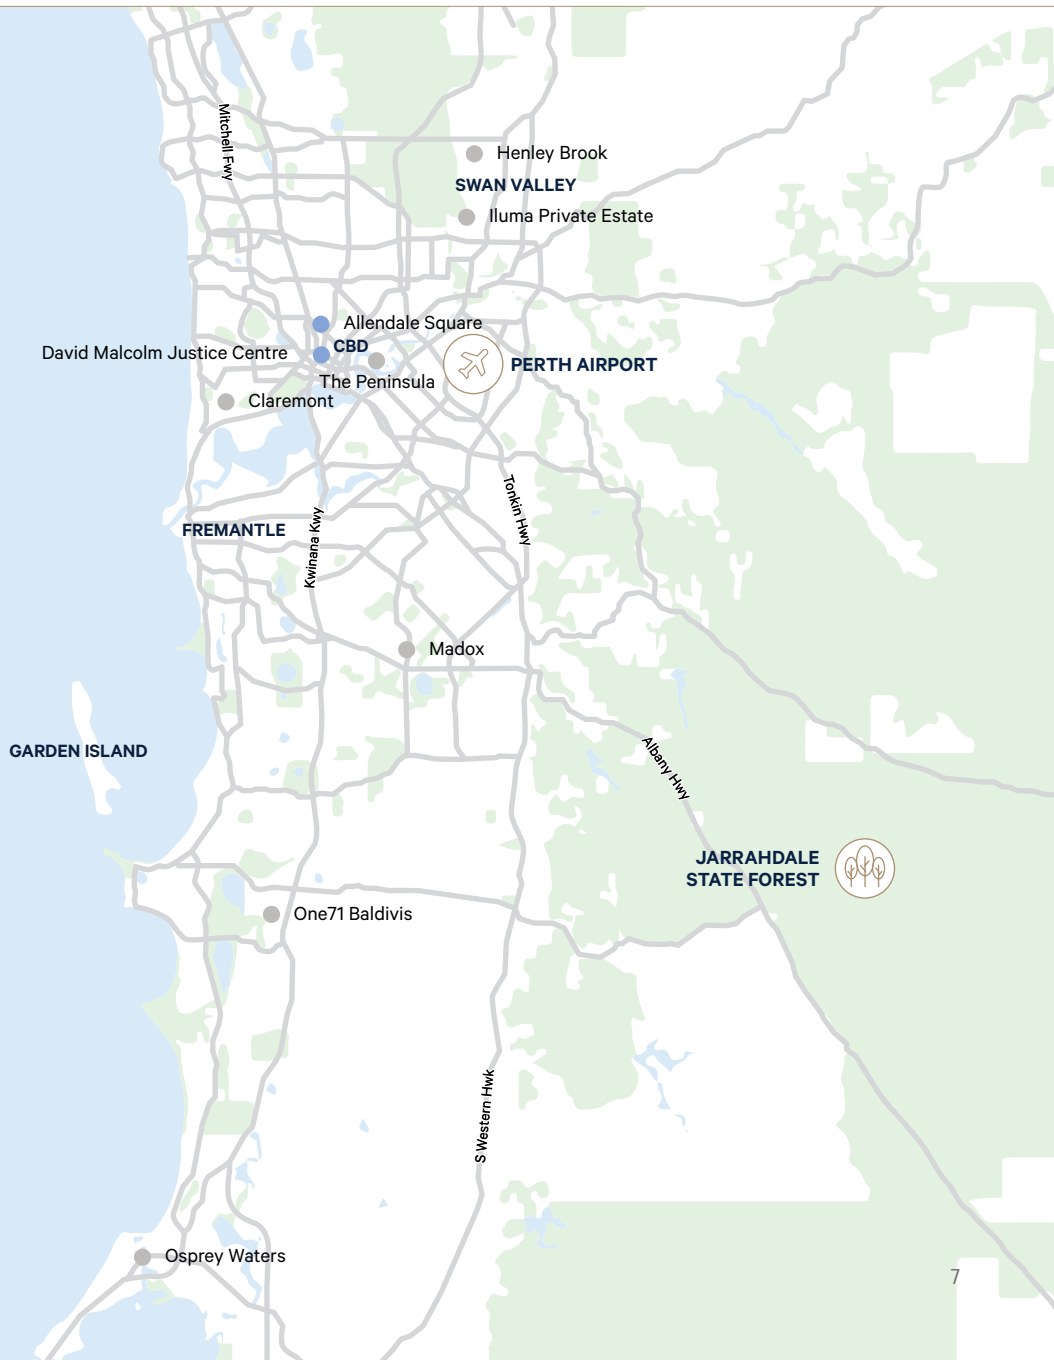 Mitchell Fwy
Henley Brook
SWAN VALLEY
Iluma Private Estate
Allendale Square
CBD
David Malcolm Justice Centre
PERTH AIRPORT
The Peninsula
Claremont
Tonkin Hwy
FREMANTLE
Kwinana Kwy
Madox
GARDEN ISLAND
Albany Hwy
JARRAHDALE
STATE FOREST
One71 Baldivis
S Western Hwk
Osprey Waters
7